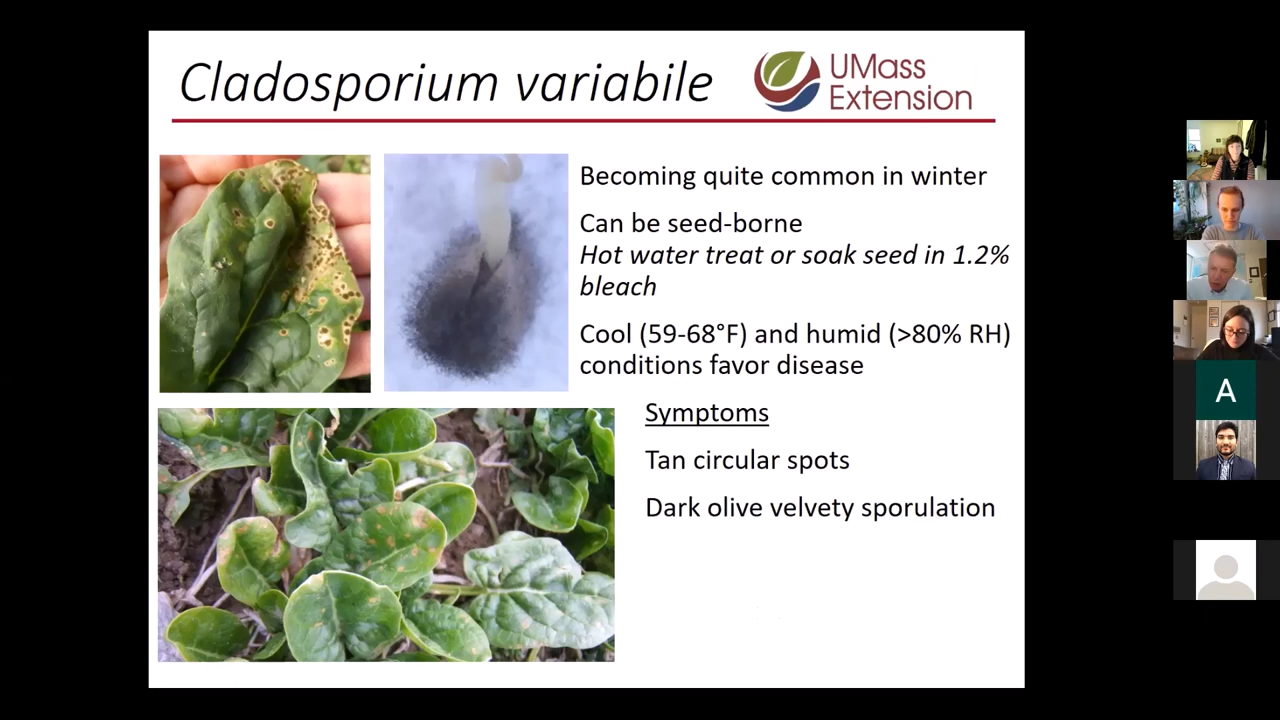 Cladosporium variabile
UMass
Extension
Becoming quite common in winter
Can be seed-borne
Hot water treat or soak seed in 1.2%
bleach
Cool (59-68°F) and humid (>80% RH)
conditions favor disease
Symptoms
Tan circular spots
Dark olive velvety sporulation
A